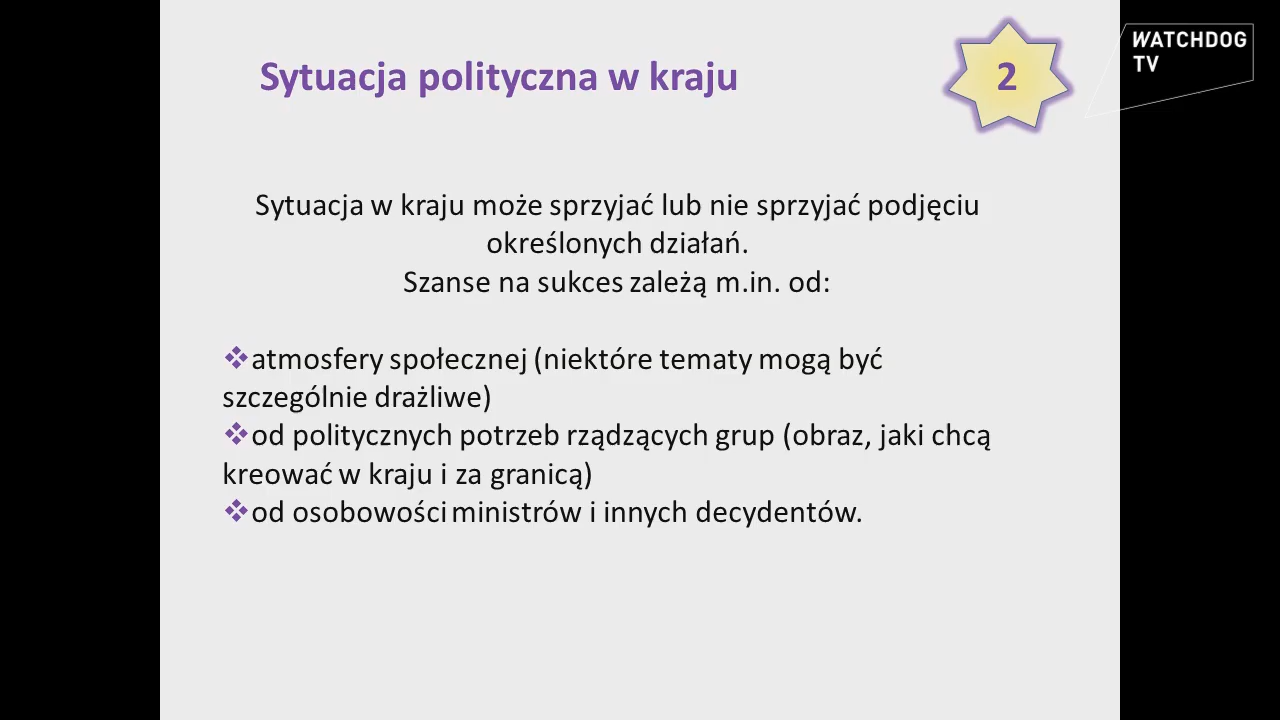 Sytuacja polityczna w kraju
2
WATCHDOG
TV
Sytuacja w kraju może sprzyjać lub nie sprzyjać podjęciu
określonych działań.
Szanse na sukces zależą m.in. od:
❖atmosfery społecznej (niektóre tematy mogą być
szczególnie drażliwe)
❖od politycznych potrzeb rządzących grup (obraz, jaki chcą
kreować w kraju i za granicą)
❖od osobowości ministrów i innych decydentów.